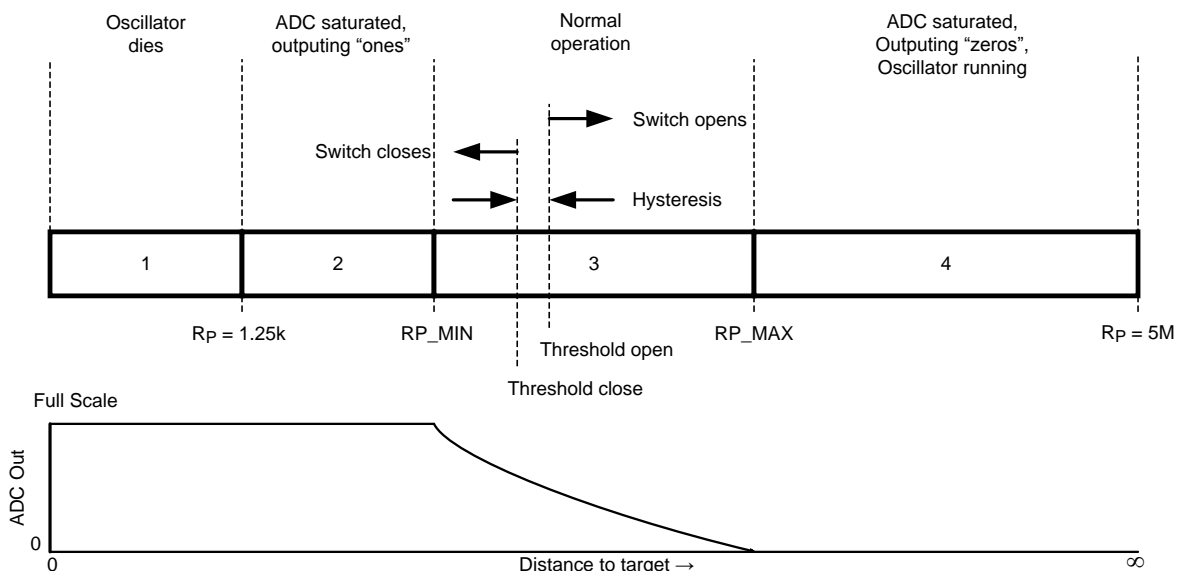 Oscillator
dies
ADC saturated,
outputing “ones”
Normal
operation
ADC saturated,
Outputing “zeros”,
Oscillator running
Switch opens
Switch closes
Hysteresis
1
2
3
4
RP = 1.25k
RP_MIN
RP_MAX
RP = 5M
Threshold open
Threshold close
Full Scale
ADC Out
0
0
Distance to target →
∞